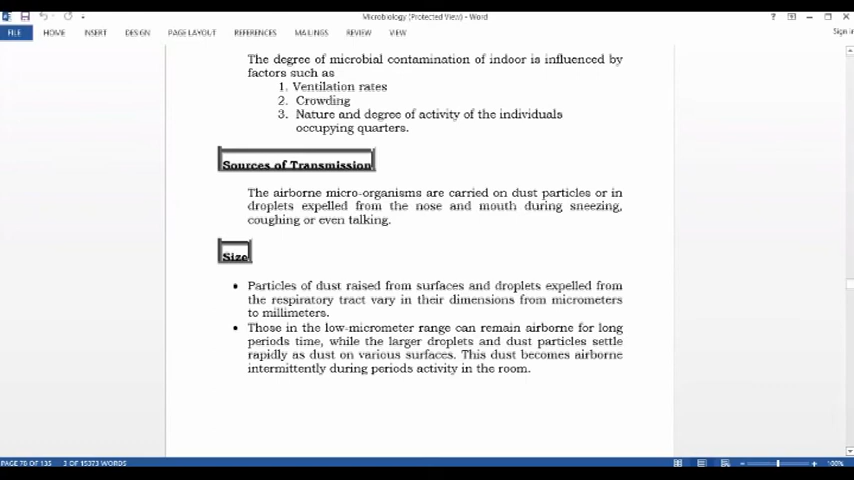 Microbiology (Protected View) - Word
FILE HOME INSERT DESIGN PAGE LAYOUT REFERENCES MAILINGS REVIEW VIEW Sign in
The degree of microbial contamination of indoor is influenced by
factors such as
1. Ventilation rates
2. Crowding
3. Nature and degree of activity of the individuals
occupying quarters.
Sources of Transmission
The airborne micro-organisms are carried on dust particles or in
droplets expelled from the nose and mouth during sneezing,
coughing or even talking.
Size
• Particles of dust raised from surfaces and droplets expelled from
the respiratory tract vary in their dimensions from micrometers
to millimeters.
• Those in the low-micrometer range can remain airborne for long
periods time, while the larger droplets and dust particles settle
rapidly as dust on various surfaces. This dust becomes airborne
intermittently during periods activity in the room.
PAGE 76 OF 135 3 OF 15373 WORDS 100%